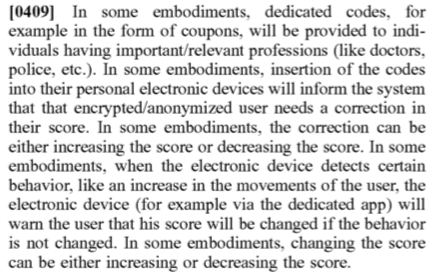 [0409] In some embodiments, dedicated codes, for
example in the form of coupons, will be provided to indi-
viduals having important/relevant professions (like doctors,
police, etc.). In some embodiments, insertion of the codes
into their personal electronic devices will inform the system
that that encrypted/anonymized user needs a correction in
their score. In some embodiments, the correction can be
either increasing the score or decreasing the score. In some
embodiments, when the electronic device detects certain
behavior, like an increase in the movements of the user, the
electronic device (for example via the dedicated app) will
warn the user that his score will be changed if the behavior
is not changed. In some embodiments, changing the score
can be either increasing or decreasing the score.